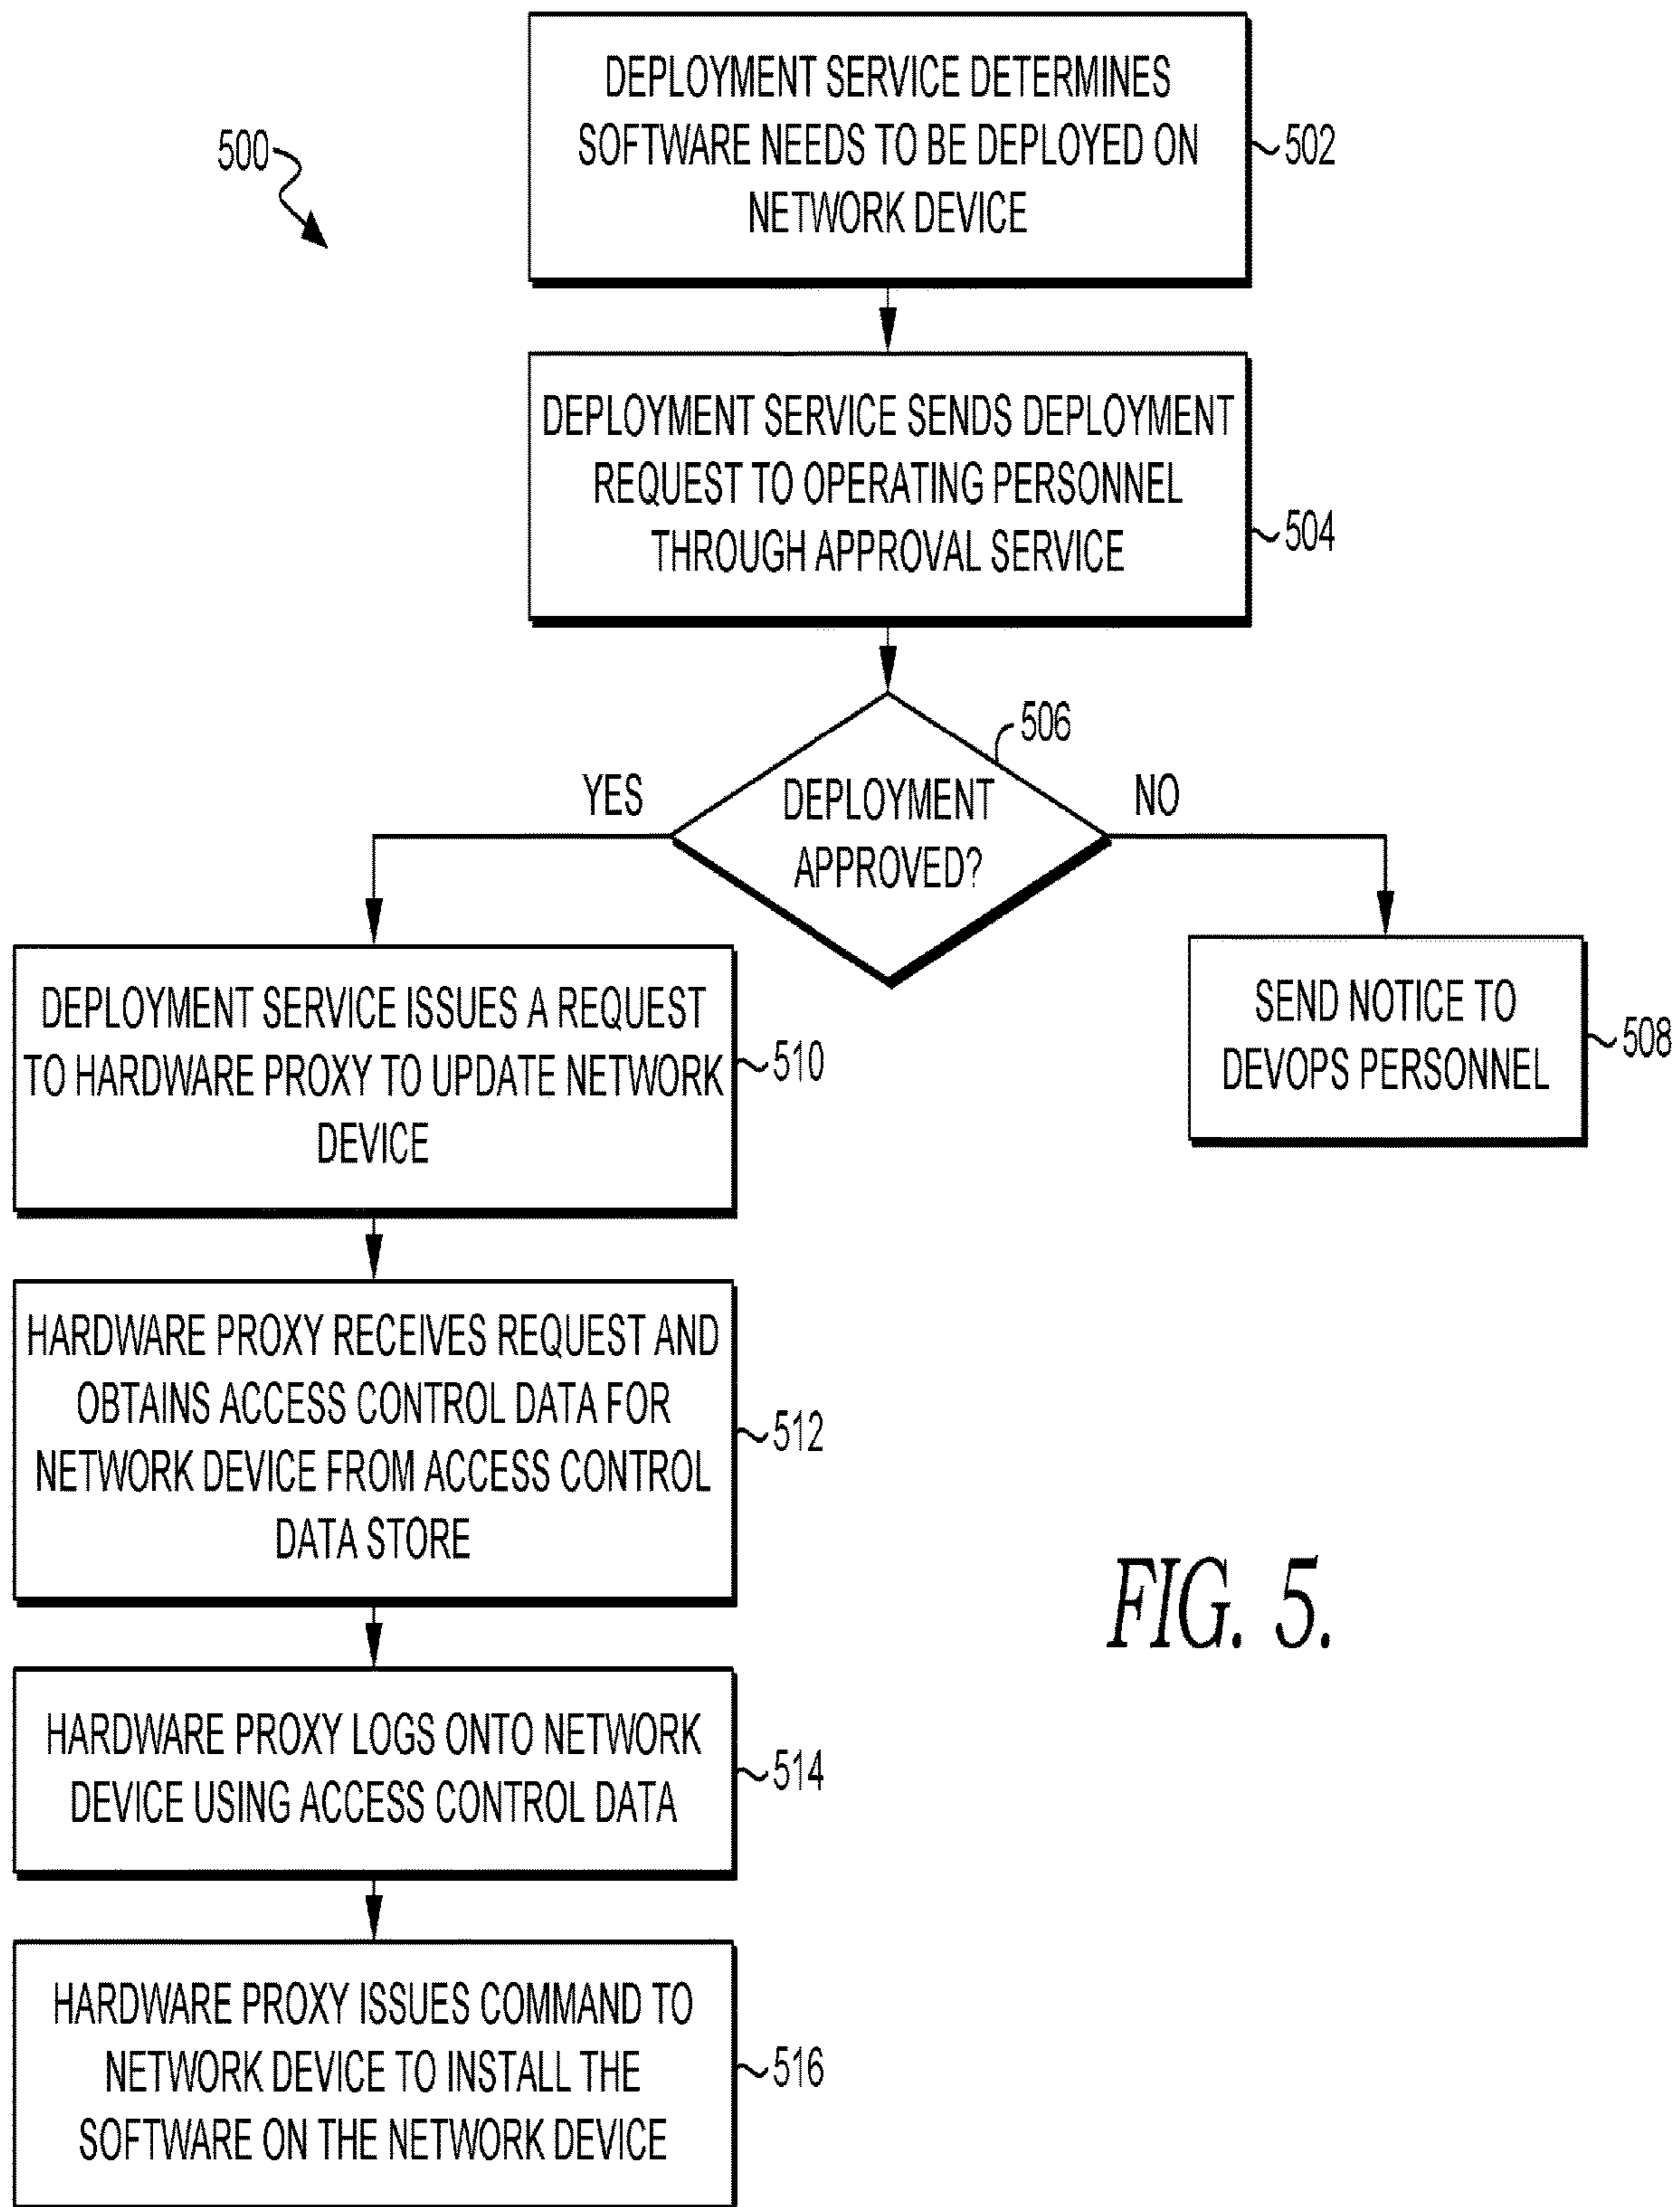 500
DEPLOYMENT SERVICE DETERMINES
SOFTWARE NEEDS TO BE DEPLOYED ON
NETWORK DEVICE
502
DEPLOYMENT SERVICE SENDS DEPLOYMENT
REQUEST TO OPERATING PERSONNEL
THROUGH APPROVAL SERVICE
504
506
DEPLOYMENT
APPROVED?
YES
NO
SEND NOTICE TO
DEVOPS PERSONNEL
508
DEPLOYMENT SERVICE ISSUES A REQUEST
TO HARDWARE PROXY TO UPDATE NETWORK
DEVICE
510
HARDWARE PROXY RECEIVES REQUEST AND
OBTAINS ACCESS CONTROL DATA FOR
NETWORK DEVICE FROM ACCESS CONTROL
DATA STORE
512
HARDWARE PROXY LOGS ONTO NETWORK
DEVICE USING ACCESS CONTROL DATA
514
HARDWARE PROXY ISSUES COMMAND TO
NETWORK DEVICE TO INSTALL THE
SOFTWARE ON THE NETWORK DEVICE
516
FIG. 5.